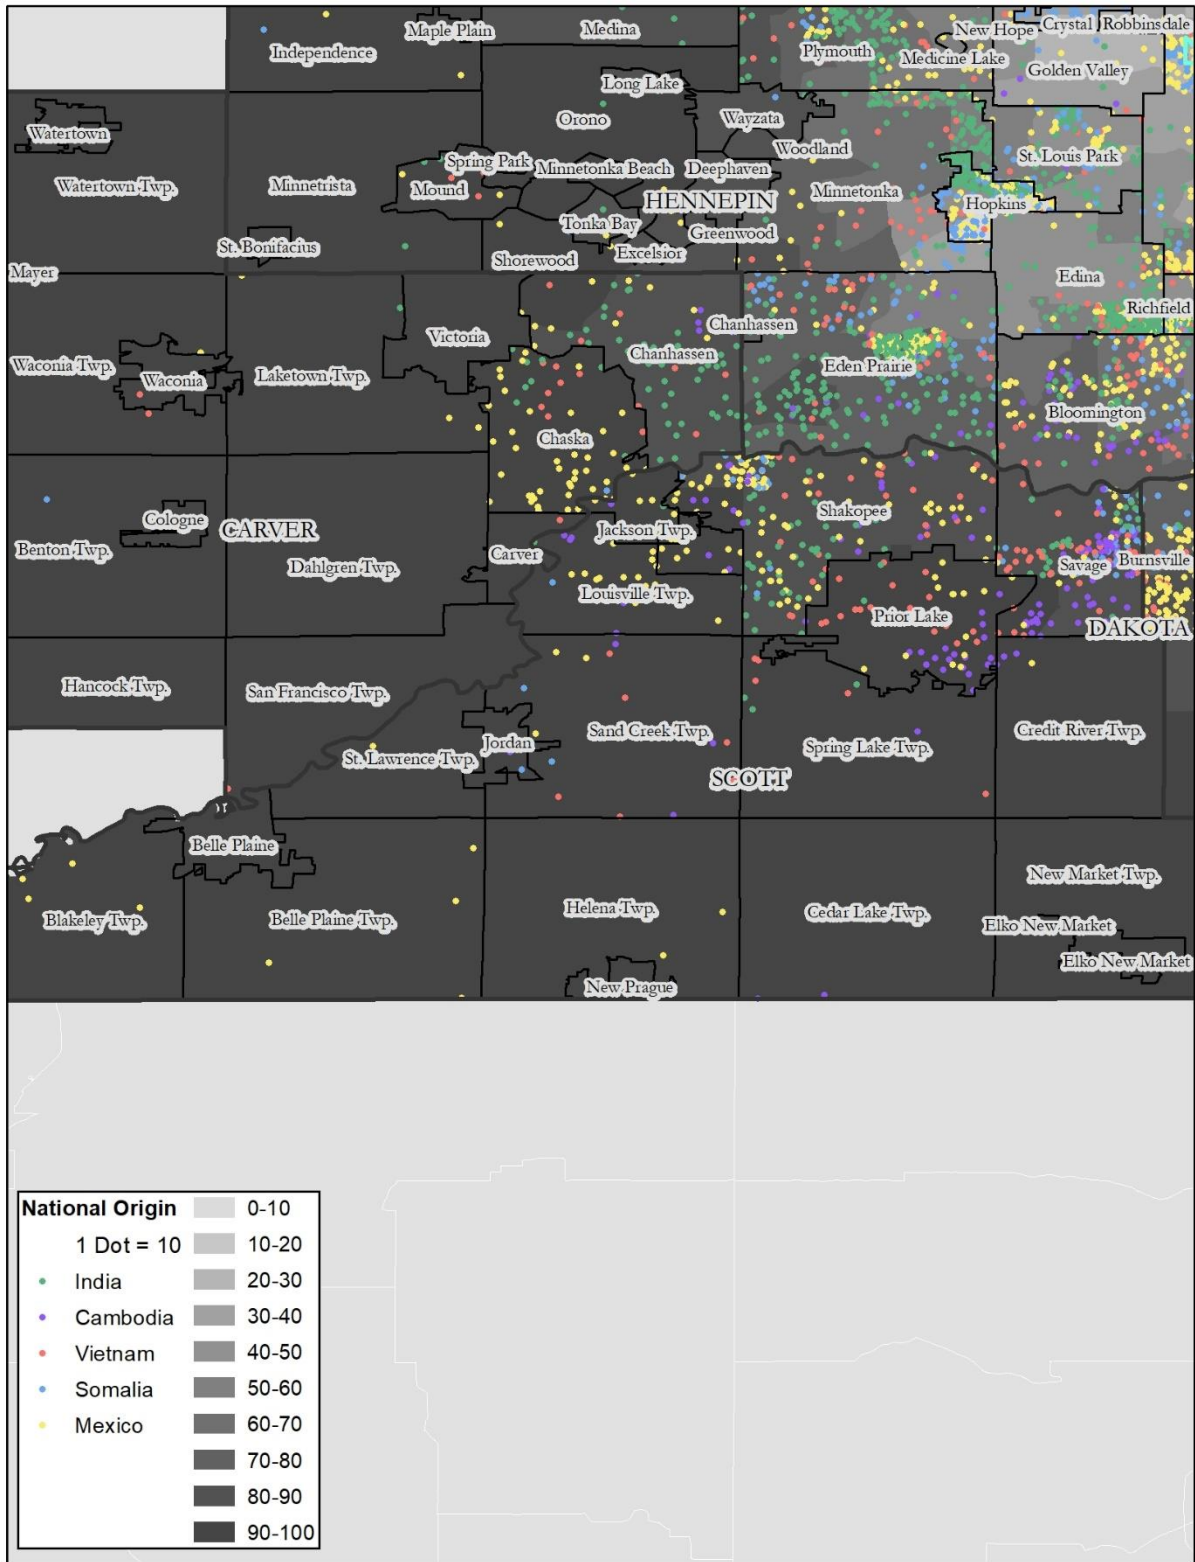 Maple Plain
Medina
New Hope
Crystal
Robbinsdale
Independence
Plymouth
Medicine Lake
Golden Valley
Long Lake
Orono
Wayzata
Watertown
Woodland
St. Louis Park
Spring Park
Minnetonka Beach
Deephaven
Watertown Twp.
Minnetrista
Mound
Minnetonka
HENNEPIN
Hopkins
Tonka Bay
Greenwood
St. Bonifacius
Excelsior
Shorewood
Mayer
Edina
Richfield
Chanhassen
Victoria
Chanhassen
Waconia Twp.
Waconia
Laketown Twp.
Eden Prairie
Bloomington
Chaska
Shakopee
Cologne
CARVER
Jackson Twp.
Benton Twp.
Carver
Dahlgren Twp.
Savage
Burnsville
Louisville Twp.
Prior Lake
DAKOTA
Hancock Twp.
San Francisco Twp.
Sand Creek Twp.
Credit River Twp.
Jordan
Spring Lake Twp.
St. Lawrence Twp.
SCOTT
Belle Plaine
New Market Twp.
Blakeley Twp.
Belle Plaine Twp.
Helena Twp.
Cedar Lake Twp.
Elko New Market
Elko New Market
New Prague
National Origin
1 Dot = 10
India
Cambodia
Vietnam
Somalia
Mexico
0-10
10-20
20-30
30-40
40-50
50-60
60-70
70-80
80-90
90-100